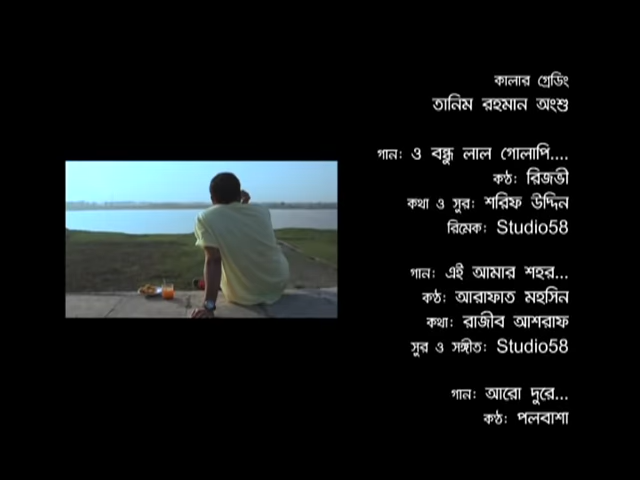 কালার গ্রেডিং
তানিম রহমান অংশু
গান: ও বন্ধু লাল গোলাপি....
কণ্ঠ: রিজভী
কথা ও সুর: শরিফ উদ্দিন
রিমেক: Studio58
গান: এই আমার শহর...
কণ্ঠ: আরাফাত মহসিন
কথা: রাজীব আশরাফ
সুর ও সঙ্গীত: Studio58
গান: আরো দুরে...
কণ্ঠ: পলবাশা